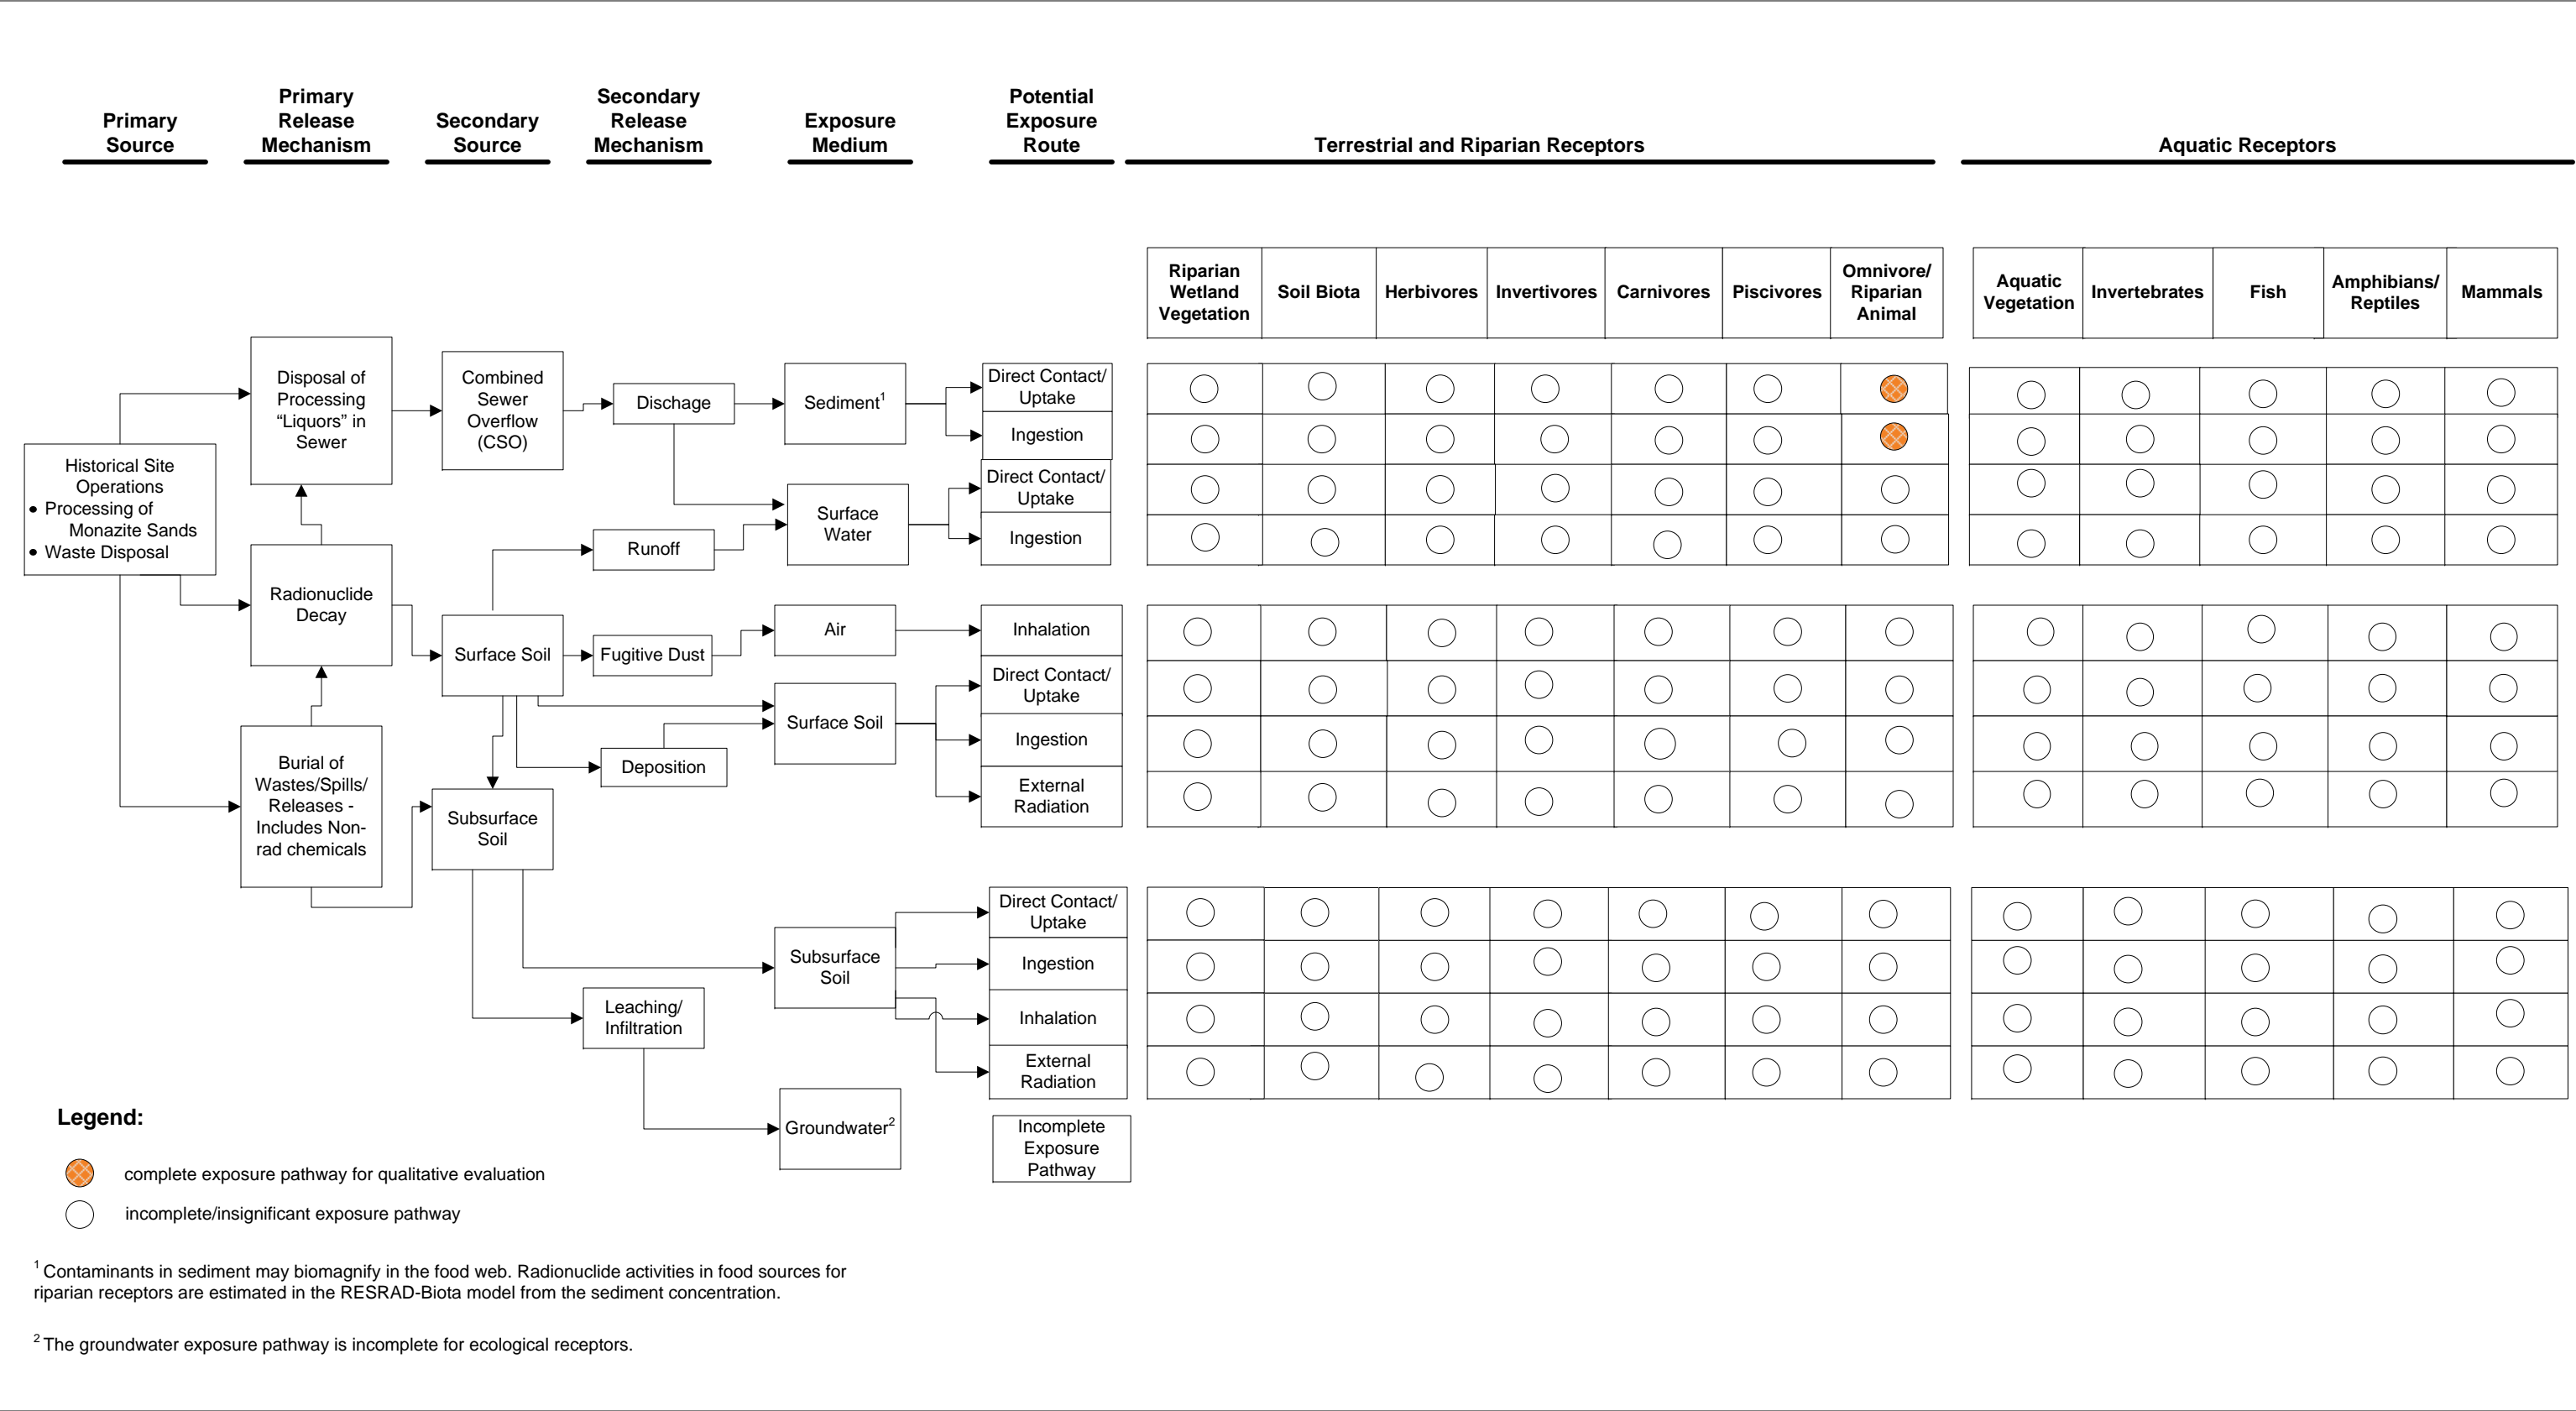 Primary
Source
Primary
Release
Mechanism
Secondary
Source
Secondary
Release
Mechanism
Exposure
Medium
Potential
Exposure
Route
Terrestrial and Riparian Receptors
Aquatic Receptors
Riparian
Wetland
Vegetation
Soil Biota
Herbivores
Invertivores
Carnivores
Piscivores
Omnivore/
Riparian
Animal
Aquatic
Vegetation
Invertebrates
Fish
Amphibians/
Reptiles
Mammals
Historical Site
Operations
• Processing of
Monazite Sands
• Waste Disposal
Disposal of
Processing
“Liquors” in
Sewer
Radionuclide
Decay
Burial of
Wastes/Spills/
Releases -
Includes Non-
rad chemicals
Combined
Sewer
Overflow
(CSO)
Surface Soil
Subsurface
Soil
Dischage
Runoff
Fugitive Dust
Deposition
Leaching/
Infiltration
Sediment1
Surface
Water
Air
Surface Soil
Subsurface
Soil
Groundwater2
Direct Contact/
Uptake
Ingestion
Direct Contact/
Uptake
Ingestion
Inhalation
Direct Contact/
Uptake
Ingestion
External
Radiation
Direct Contact/
Uptake
Ingestion
Inhalation
External
Radiation
Incomplete
Exposure
Pathway
Legend:
complete exposure pathway for qualitative evaluation
incomplete/insignificant exposure pathway
1 Contaminants in sediment may biomagnify in the food web. Radionuclide activities in food sources for
riparian receptors are estimated in the RESRAD-Biota model from the sediment concentration.
2 The groundwater exposure pathway is incomplete for ecological receptors.